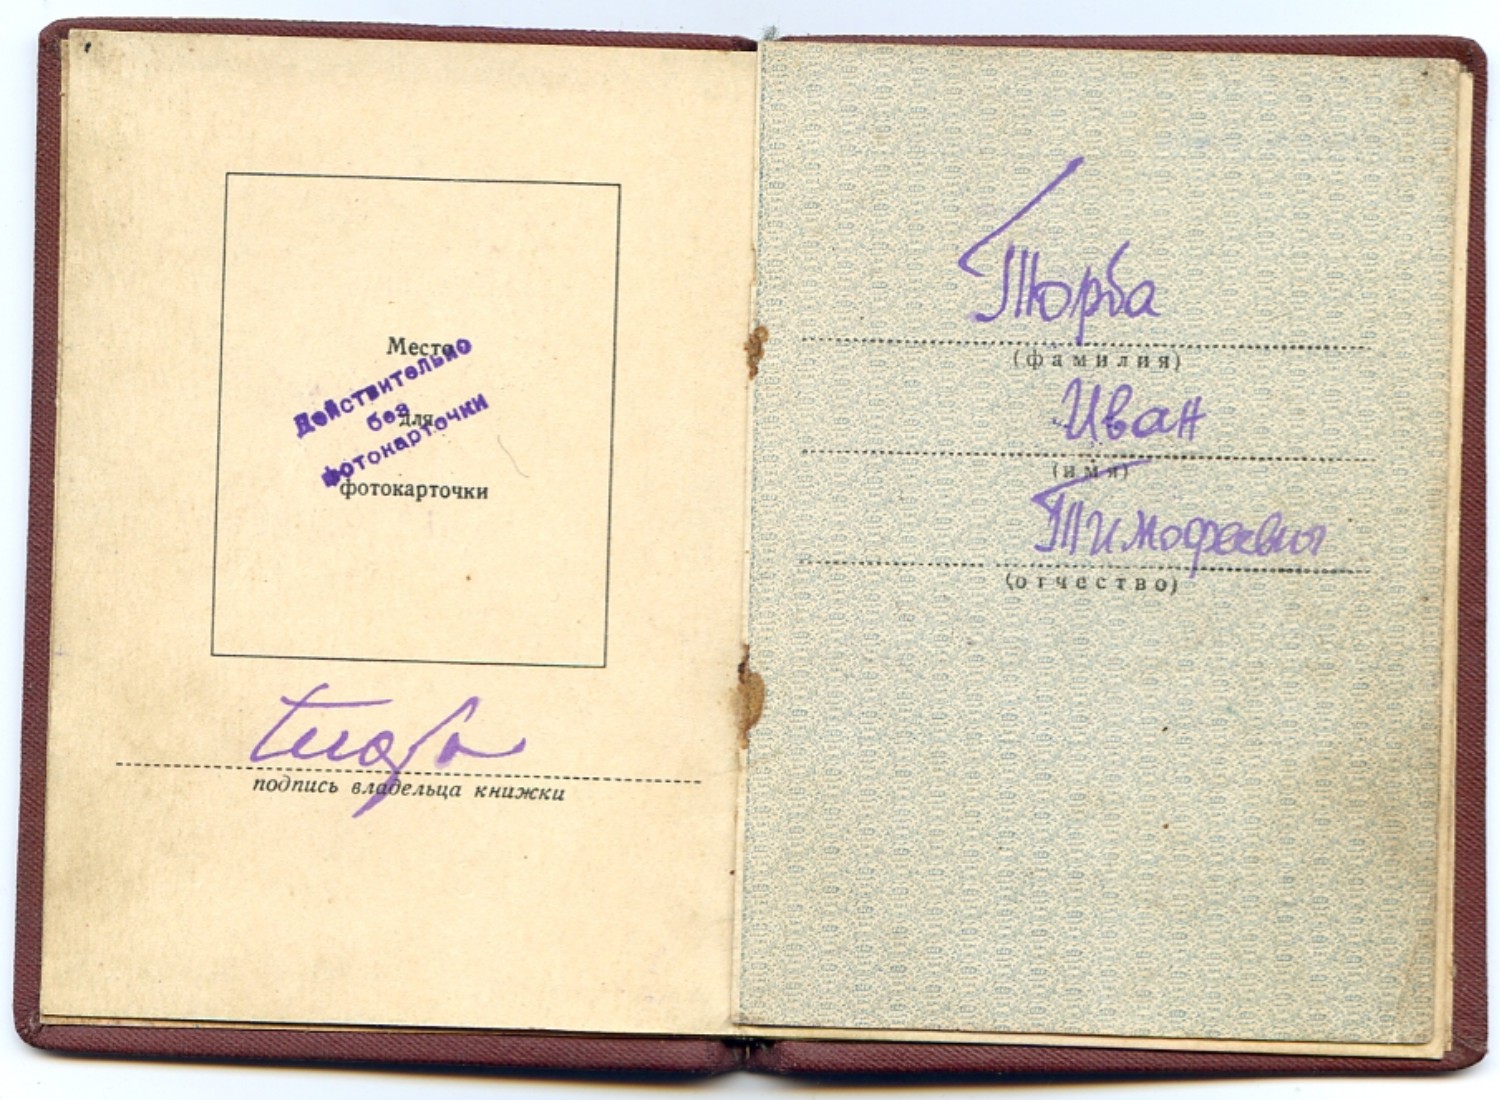 Место
для
фотокарточки
Действительно
без
фотокарточки
подпись владельца книжки
Торба
(фамилия)
Иван
(имя)
Тимофеевич
(отчество)